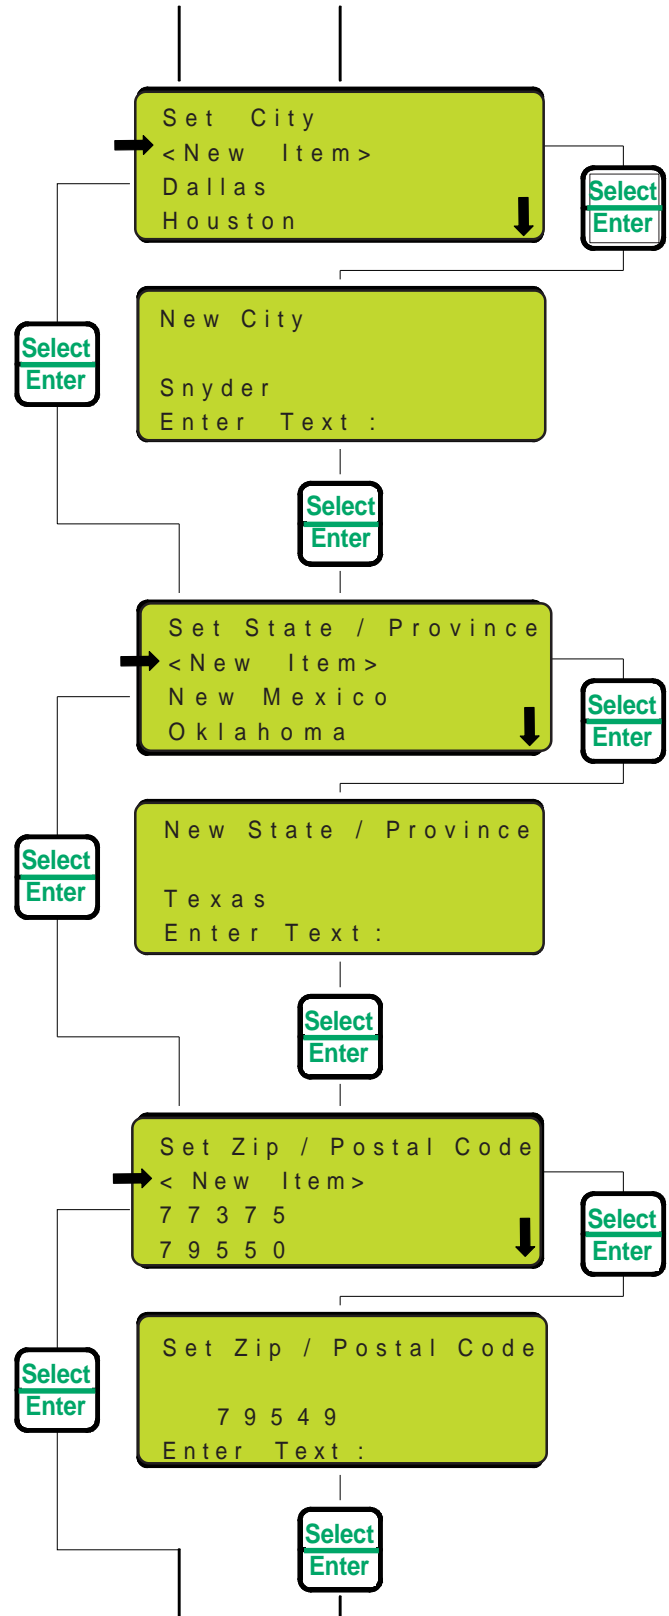 Set City
<New Item>
Dallas
Houston
Select
Enter
New City
Snyder
Enter Text :
Select
Enter
Select
Enter
Set State / Province
<New Item>
New Mexico
Oklahoma
Select
Enter
New State / Province
Texas
Enter Text :
Select
Enter
Select
Enter
Set Zip / Postal Code
< New Item>
77375
79550
Select
Enter
Set Zip / Postal Code
79549
Enter Text :
Select
Enter
Select
Enter